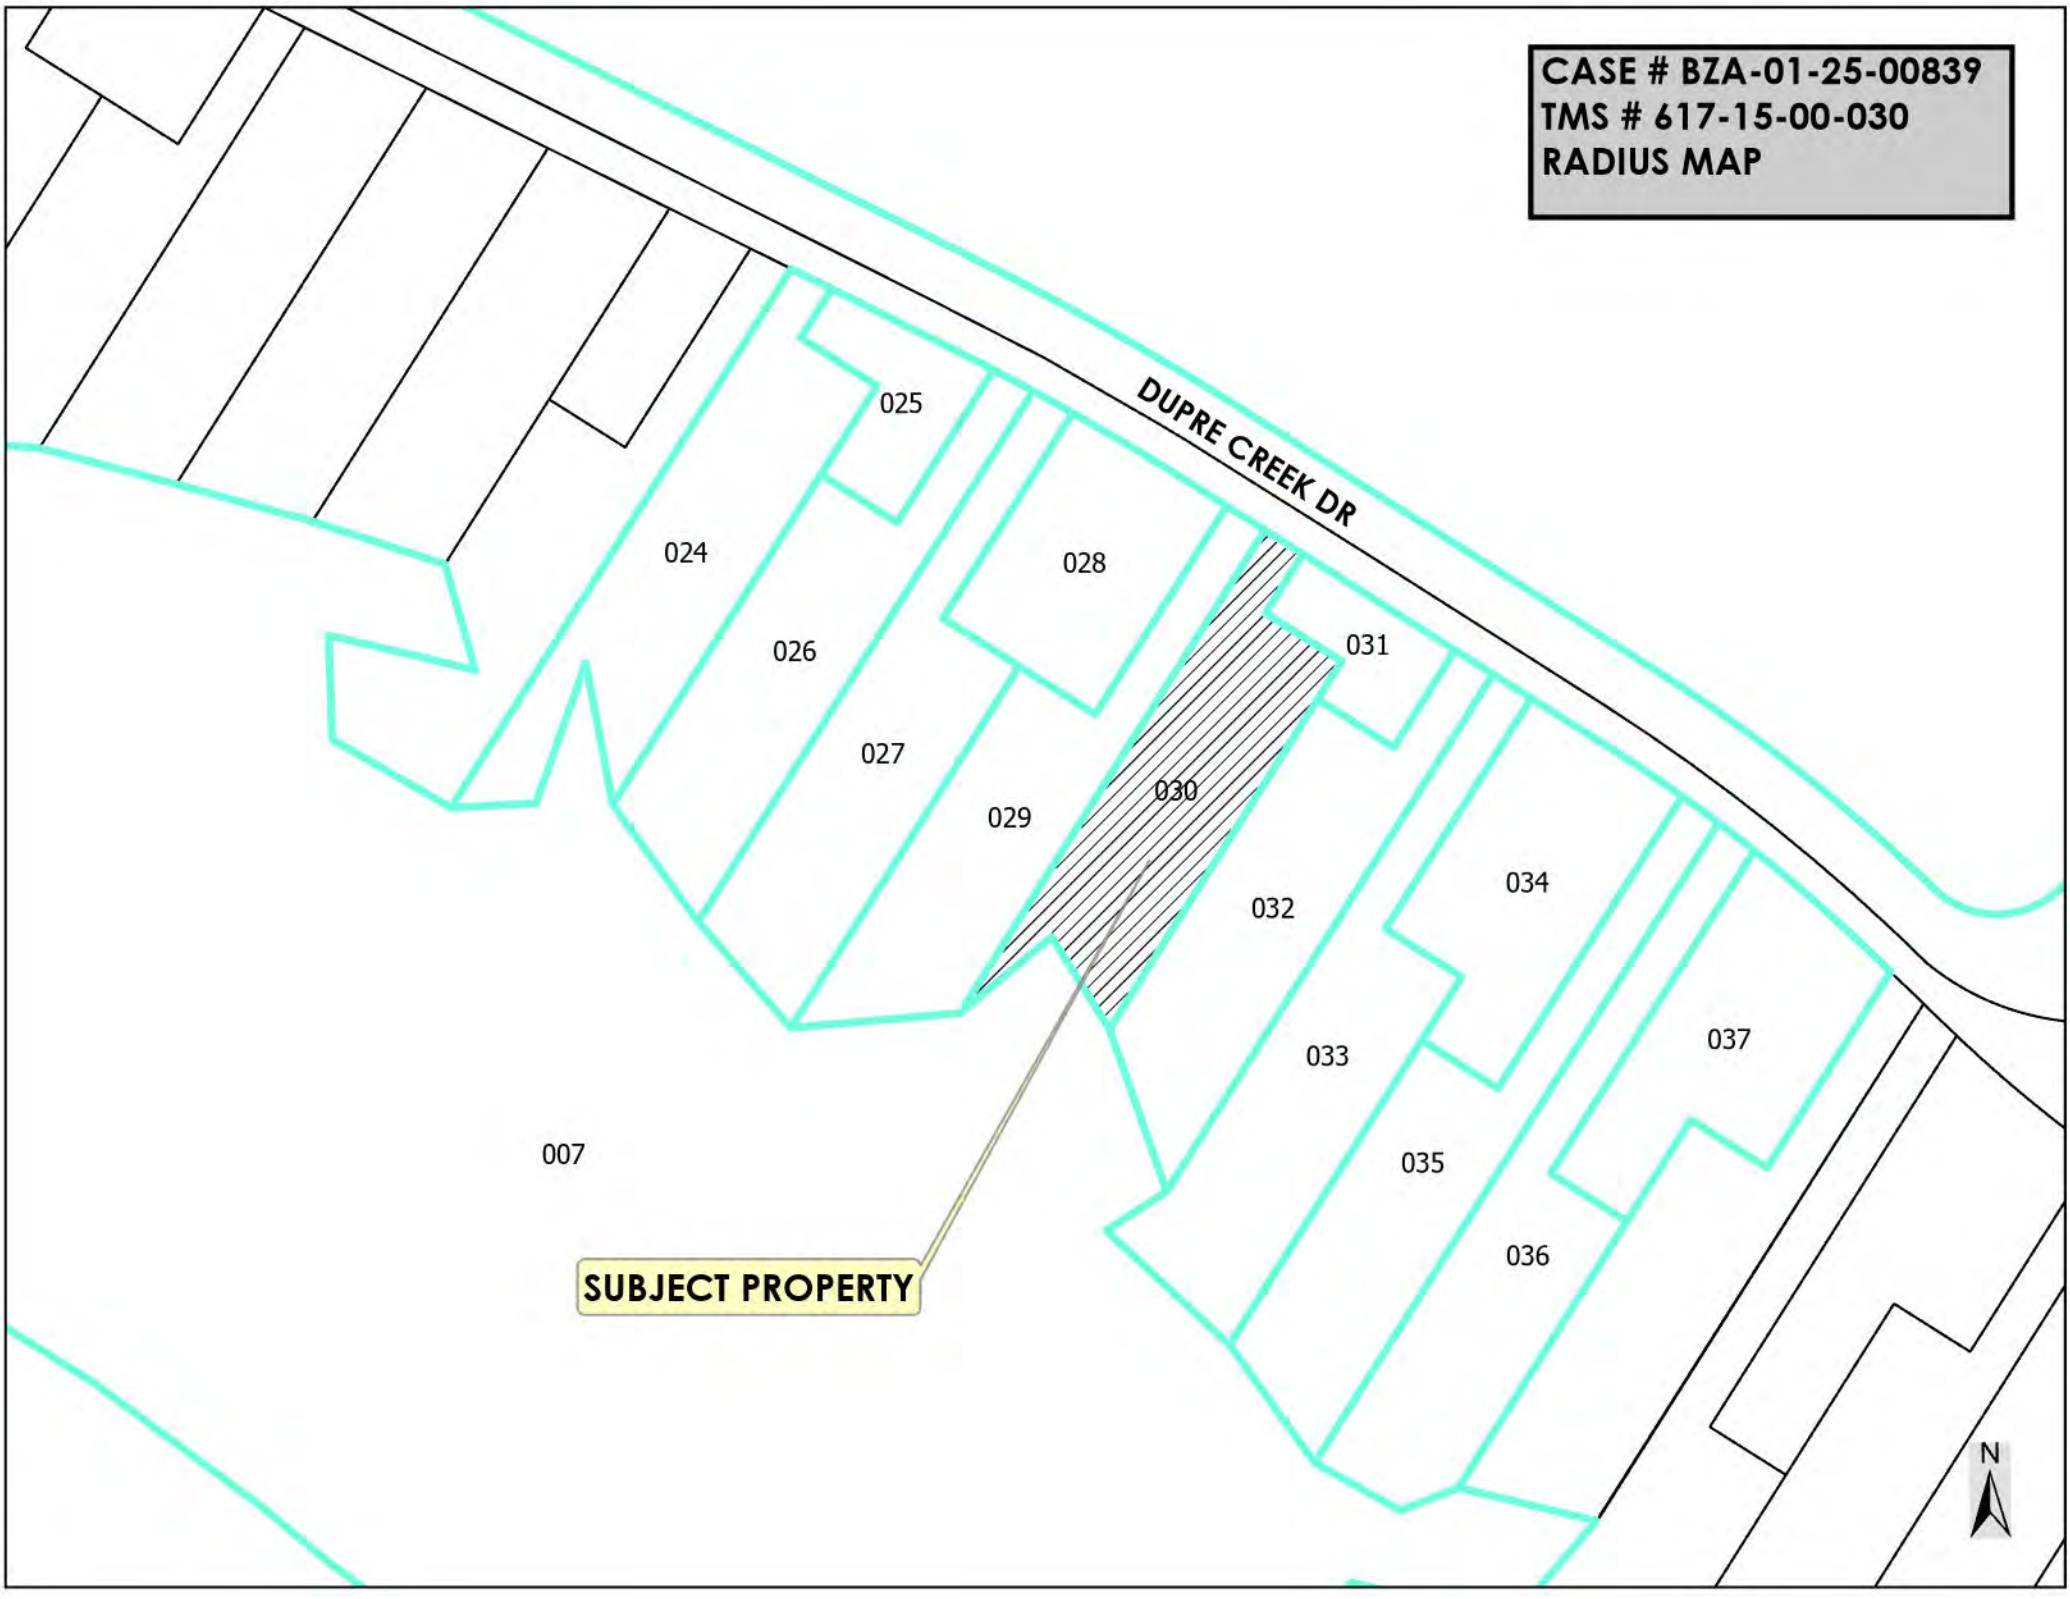 CASE # BZA-01-25-00839
TMS # 617-15-00-030
RADIUS MAP
DUPRE CREEK DR
025
024
028
026
031
027
030
029
034
032
037
033
007
035
036
SUBJECT PROPERTY
N